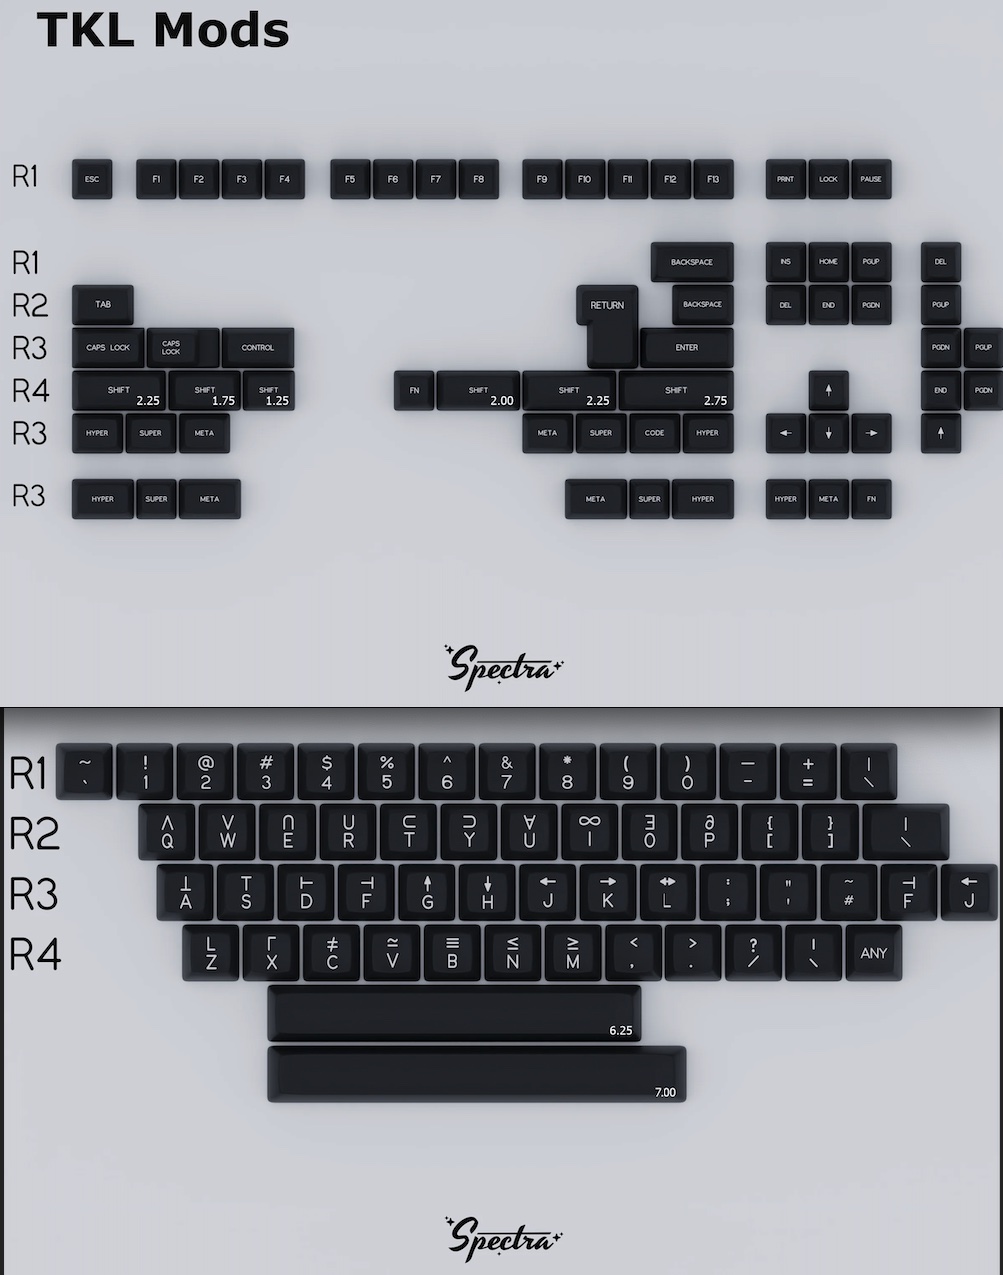 TKL Mods
R1 ESC F1 F2 F3 F4 F5 F6 F7 F8 F9 F10 F11 F12 F13 PRINT LOCK PAUSE
R1 BACKSPACE INS HOME PGUP DEL
R2 TAB RETURN BACKSPACE DEL END PGDN PGUP
R3 CAPS LOCK CAPS LOCK CONTROL ENTER PGDN PGUP
R4 SHIFT 2.25 SHIFT 1.75 SHIFT 1.25 FN SHIFT 2.00 SHIFT 2.25 SHIFT 2.75 ↑ END PGDN
R3 HYPER SUPER META META SUPER CODE HYPER ← ↓ → ↑
R3 HYPER SUPER META META SUPER HYPER HYPER META FN
Spectra
R1 ~ ` ! 1 @ 2 # 3 $ 4 % 5 ^ 6 & 7 * 8 ( 9 ) 0 — - + = | \
R2 ∧ Q ∨ W ∩ E ∪ R ⊂ T ⊃ Y ∀ U ∞ I ∃ O ∂ P { [ } ] | \
R3 ⊥ A ⊤ S ⊢ D ⊣ F ↑ G ↓ H ← J → K ↔ L : ; " ' ~ # ⊣ F ← J
R4 L Z Γ X ≠ C ≃ V ≡ B ≤ N ≥ M < , > . ? / | \ ANY
6.25
7.00
Spectra